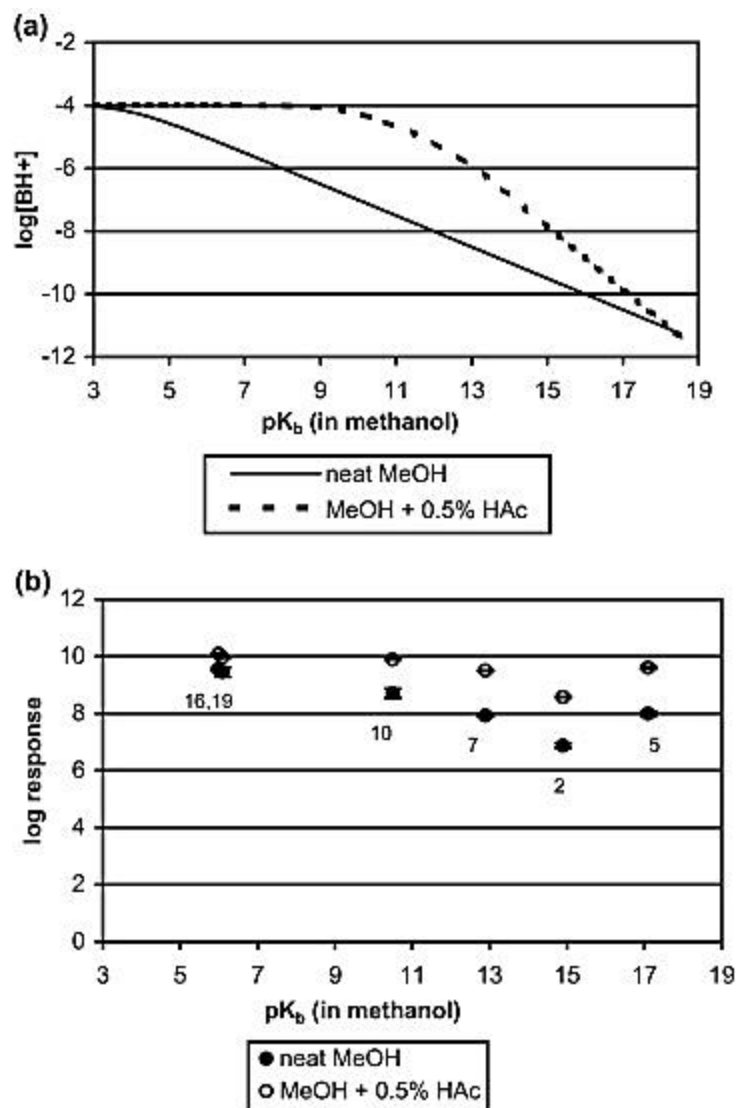 (a)
-2
-4
-6
-8
-10
-12
log[BH+]
3 5 7 9 11 13 15 17 19
pKb (in methanol)
neat MeOH
MeOH + 0.5% HAc
(b)
12
10
8
6
4
2
0
log response
16,19
10
7
2
5
3 5 7 9 11 13 15 17 19
pKb (in methanol)
neat MeOH
MeOH + 0.5% HAc